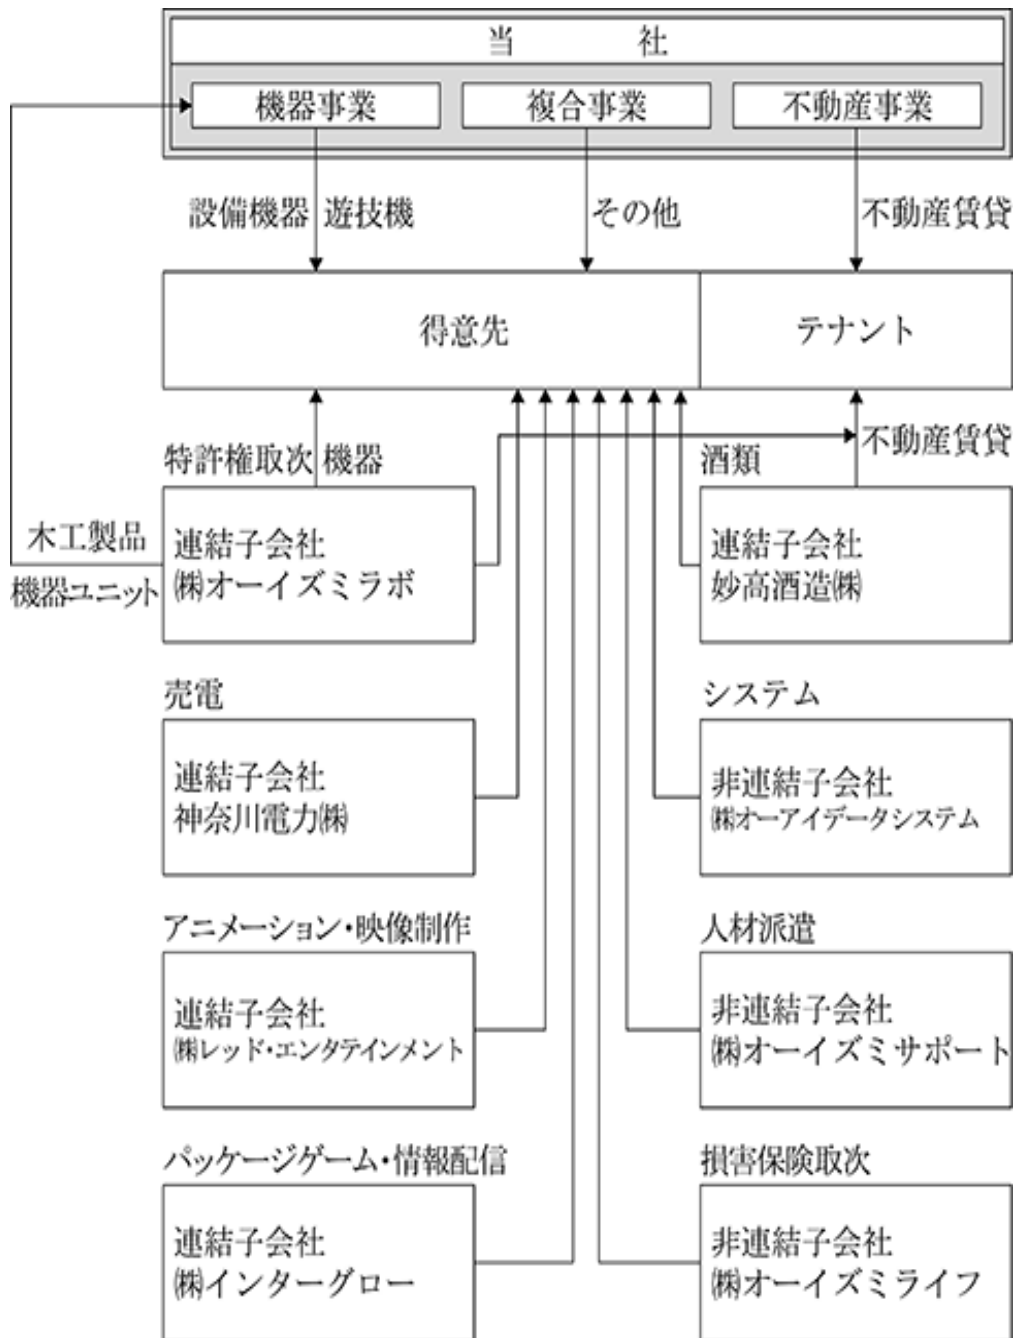 当　　　社
機器事業　複合事業　不動産事業
設備機器　遊技機　その他　不動産賃貸
得意先　テナント
特許権取次　機器　酒類　不動産賃貸
木工製品
機器ユニット
連結子会社
㈱オーイズミラボ
連結子会社
妙高酒造㈱
売電
連結子会社
神奈川電力㈱
システム
非連結子会社
㈱オーアイデータシステム
アニメーション・映像制作
連結子会社
㈱レッド・エンタテインメント
人材派遣
非連結子会社
㈱オーイズミサポート
パッケージゲーム・情報配信
連結子会社
㈱インターグロー
損害保険取次
非連結子会社
㈱オーイズミライフ